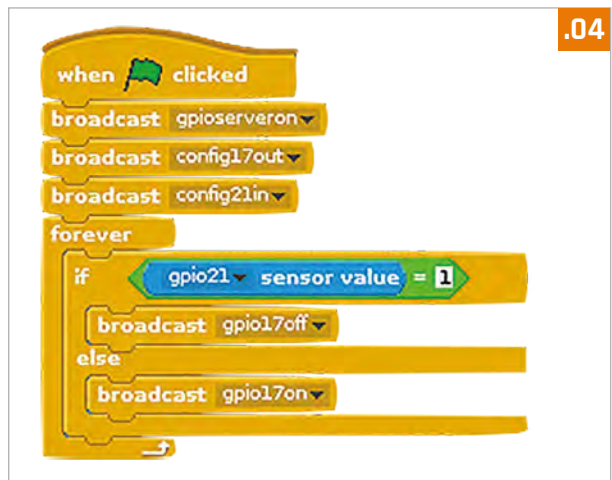 .04
when clicked
broadcast gpioserveron
broadcast config17out
broadcast config21in
forever
if gpio21 sensor value = 1
broadcast gpio17off
else
broadcast gpio17on